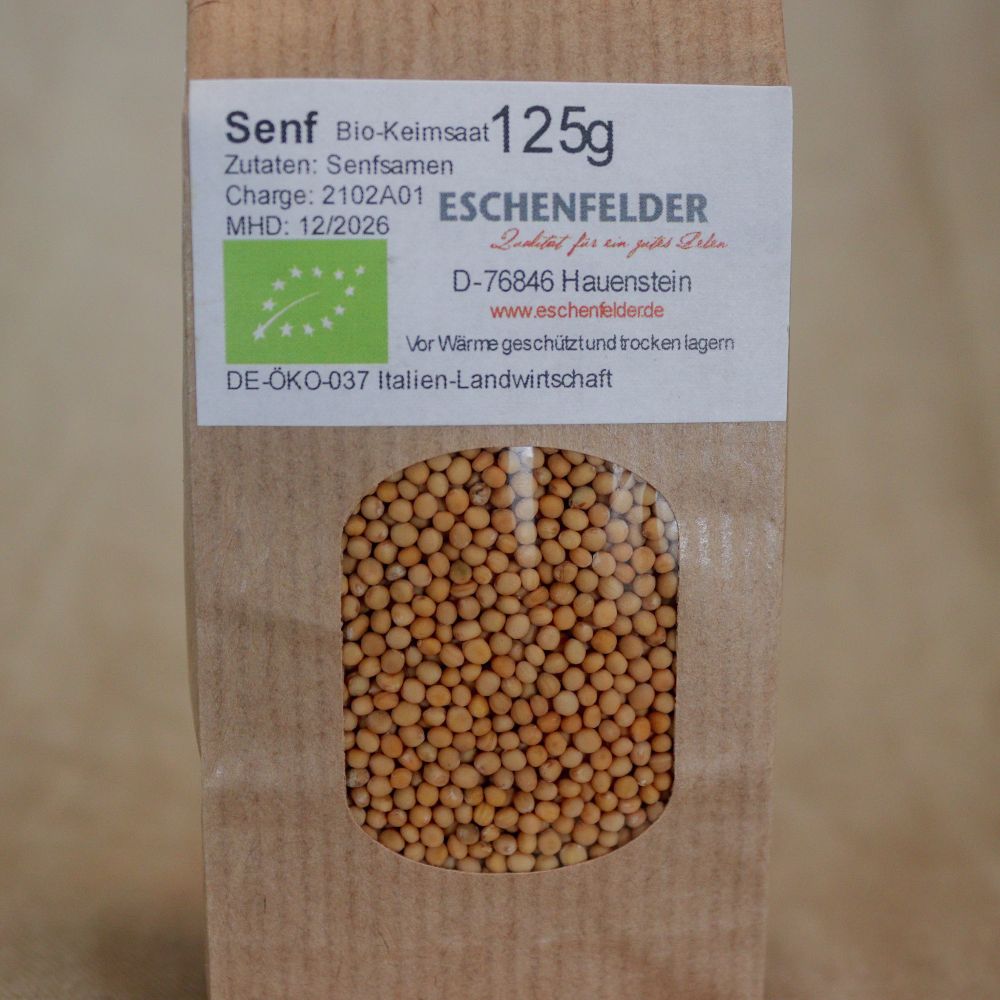 Senf Bio-Keimsaat 125g
Zutaten: Senfsamen
Charge: 2102A01
MHD: 12/2026
ESCHENFELDER
Qualität für ein gutes Leben
D-76846 Hauenstein
www.eschenfelder.de
Vor Wärme geschützt und trocken lagern
DE-ÖKO-037 Italien-Landwirtschaft